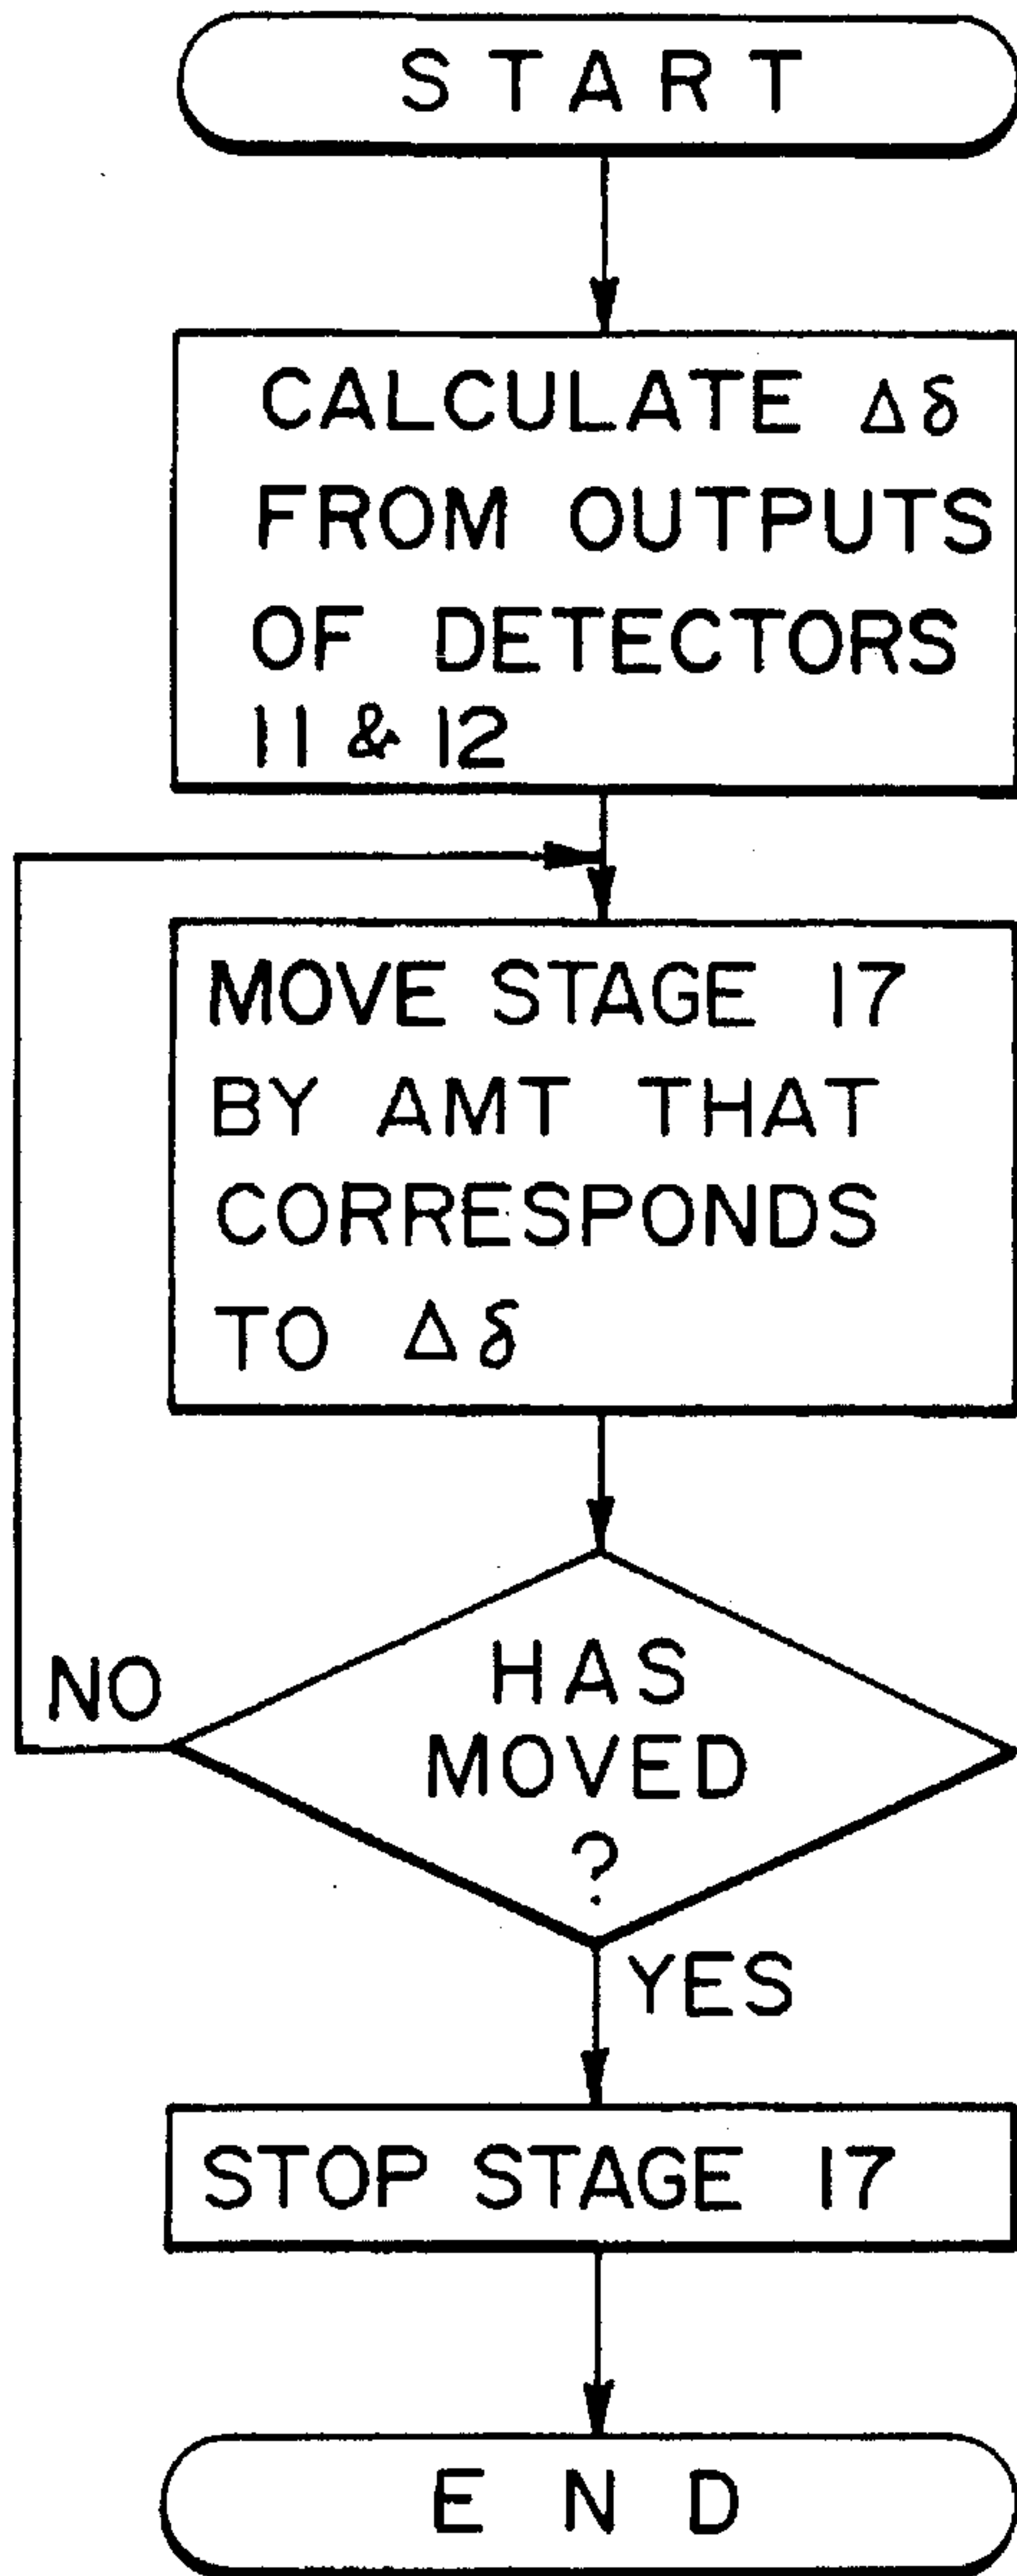 START
CALCULATE Δδ
FROM OUTPUTS
OF DETECTORS
11 & 12
MOVE STAGE 17
BY AMT THAT
CORRESPONDS
TO Δδ
HAS
MOVED
?
NO
YES
STOP STAGE 17
END